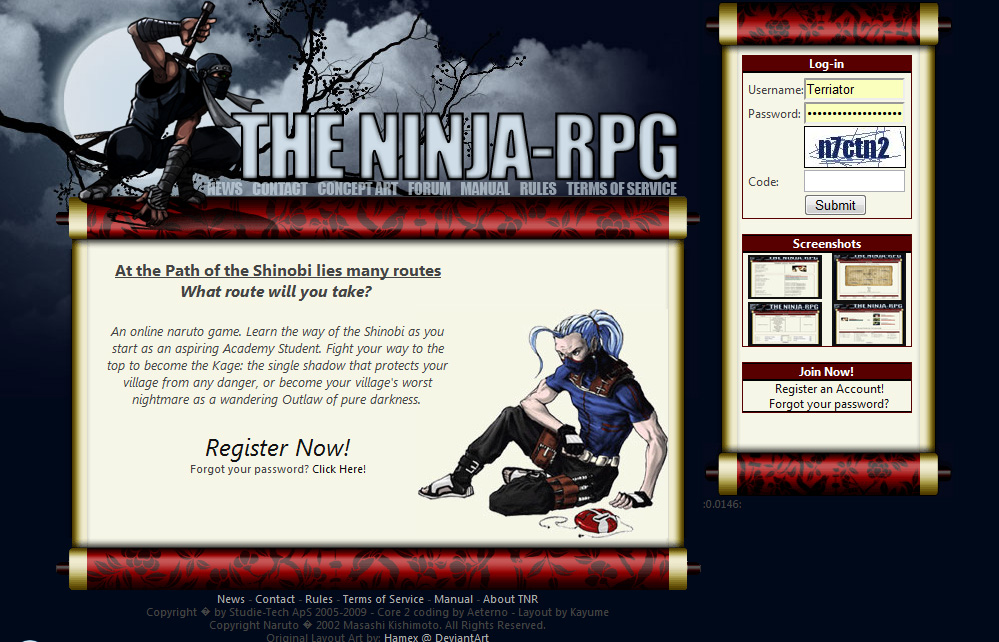 THE NINJA-RPG
NEWS CONTACT CONCEPT ART FORUM MANUAL RULES TERMS OF SERVICE
At the Path of the Shinobi lies many routes
What route will you take?
An online naruto game. Learn the way of the Shinobi as you
start as an aspiring Academy Student. Fight your way to the
top to become the Kage: the single shadow that protects your
village from any danger, or become your village's worst
nightmare as a wandering Outlaw of pure darkness.
Register Now!
Forgot your password? Click Here!
Log-in
Username: Terriator
Password: ••••••••••••••••••
n7ctn2
Code:
Submit
Screenshots
Join Now!
Register an Account!
Forgot your password?
:0.0146:
News - Contact - Rules - Terms of Service - Manual - About TNR
Copyright � by Studie-Tech ApS 2005-2009 - Core 2 coding by Aeterno - Layout by Kayume
Copyright Naruto � 2002 Masashi Kishimoto. All Rights Reserved.
Original Layout Art by: Hamex @ DeviantArt